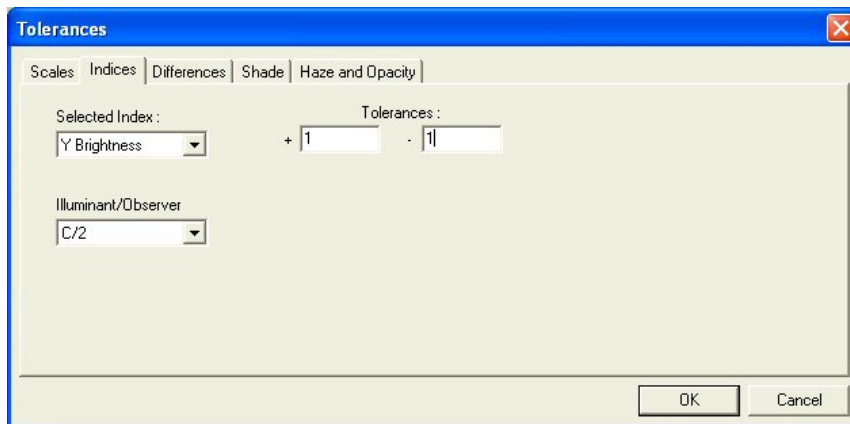 Tolerances
Scales Indices Differences Shade Haze and Opacity
Selected Index : Tolerances :
Y Brightness + 1 - 1
Illuminant/Observer
C/2
OK Cancel